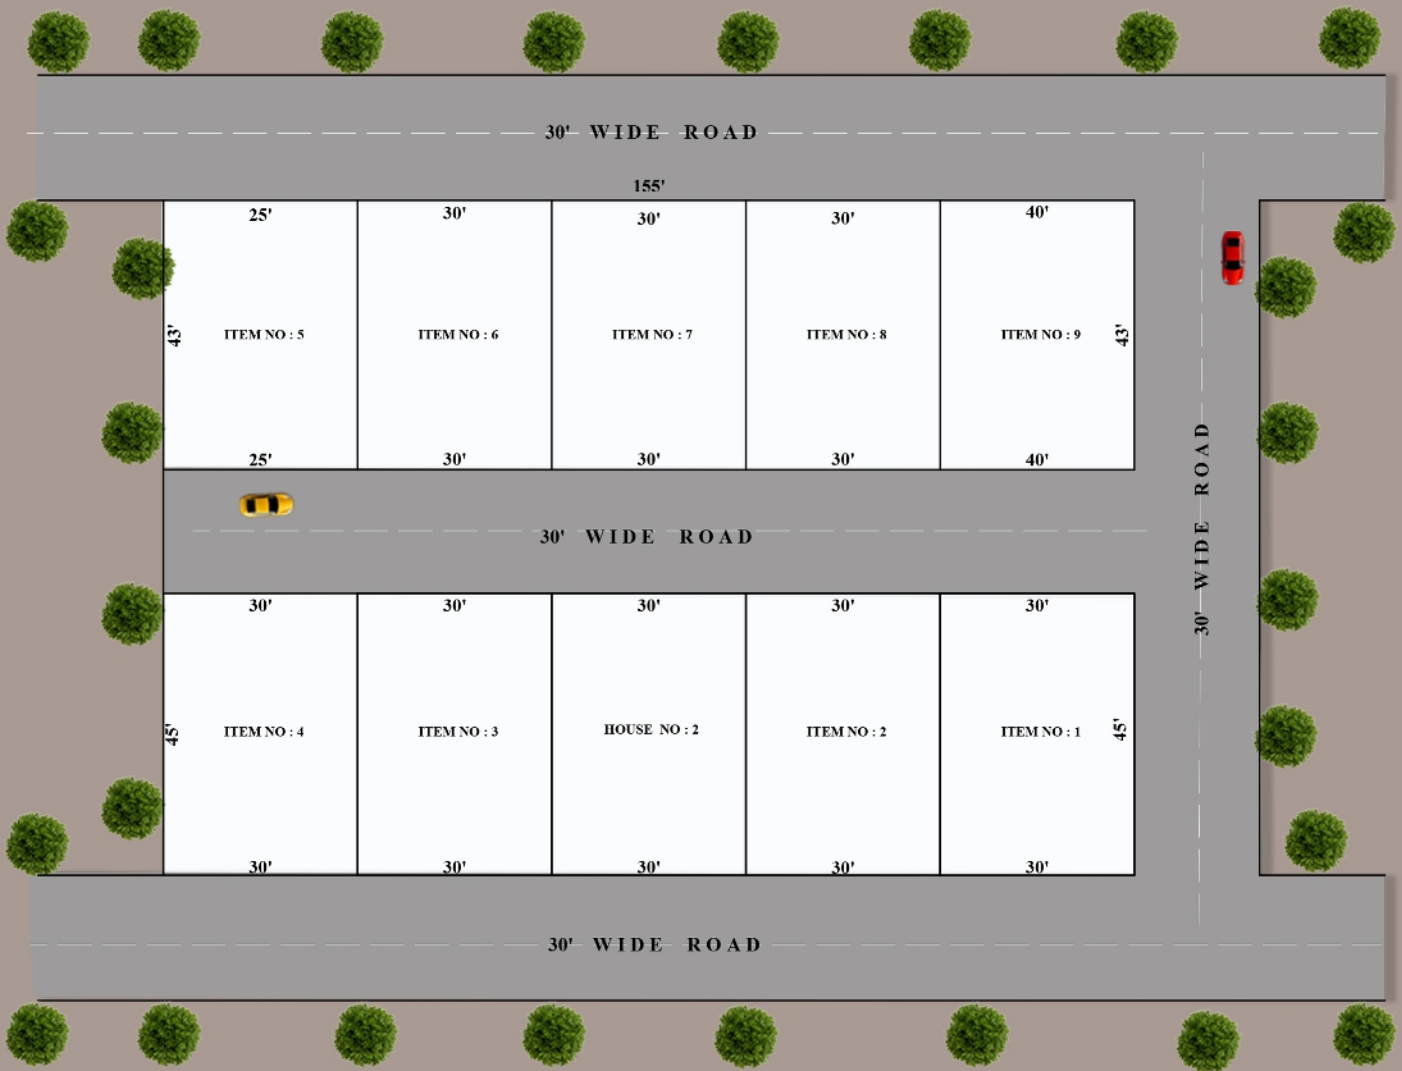 30' WIDE ROAD
155'
25' 30' 30' 30' 40'
43' ITEM NO : 5 ITEM NO : 6 ITEM NO : 7 ITEM NO : 8 ITEM NO : 9 43'
25' 30' 30' 30' 40'
30' WIDE ROAD
30' WIDE ROAD
30' 30' 30' 30' 30'
45' ITEM NO : 4 ITEM NO : 3 HOUSE NO : 2 ITEM NO : 2 ITEM NO : 1 45'
30' 30' 30' 30' 30'
30' WIDE ROAD